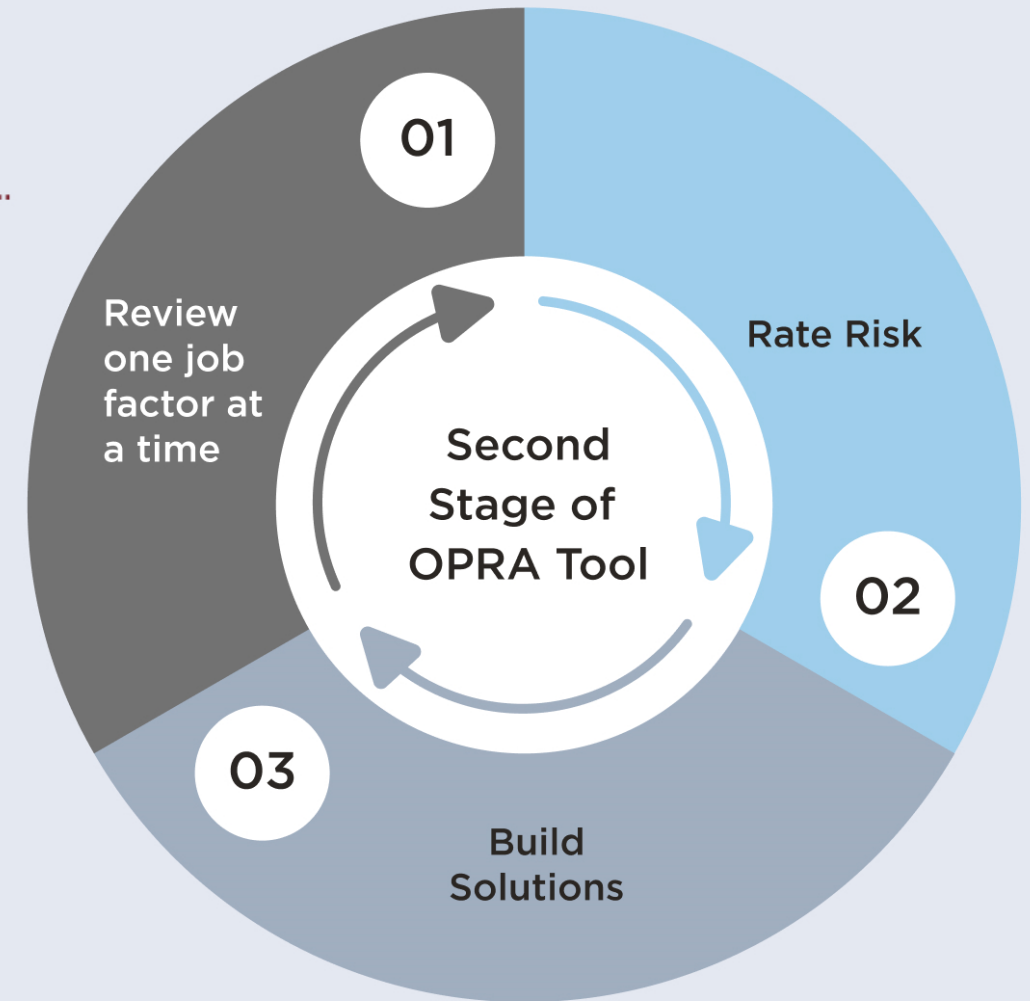 01
Review
one job
factor at
a time
Rate Risk
02
Second
Stage of
OPRA Tool
03
Build
Solutions